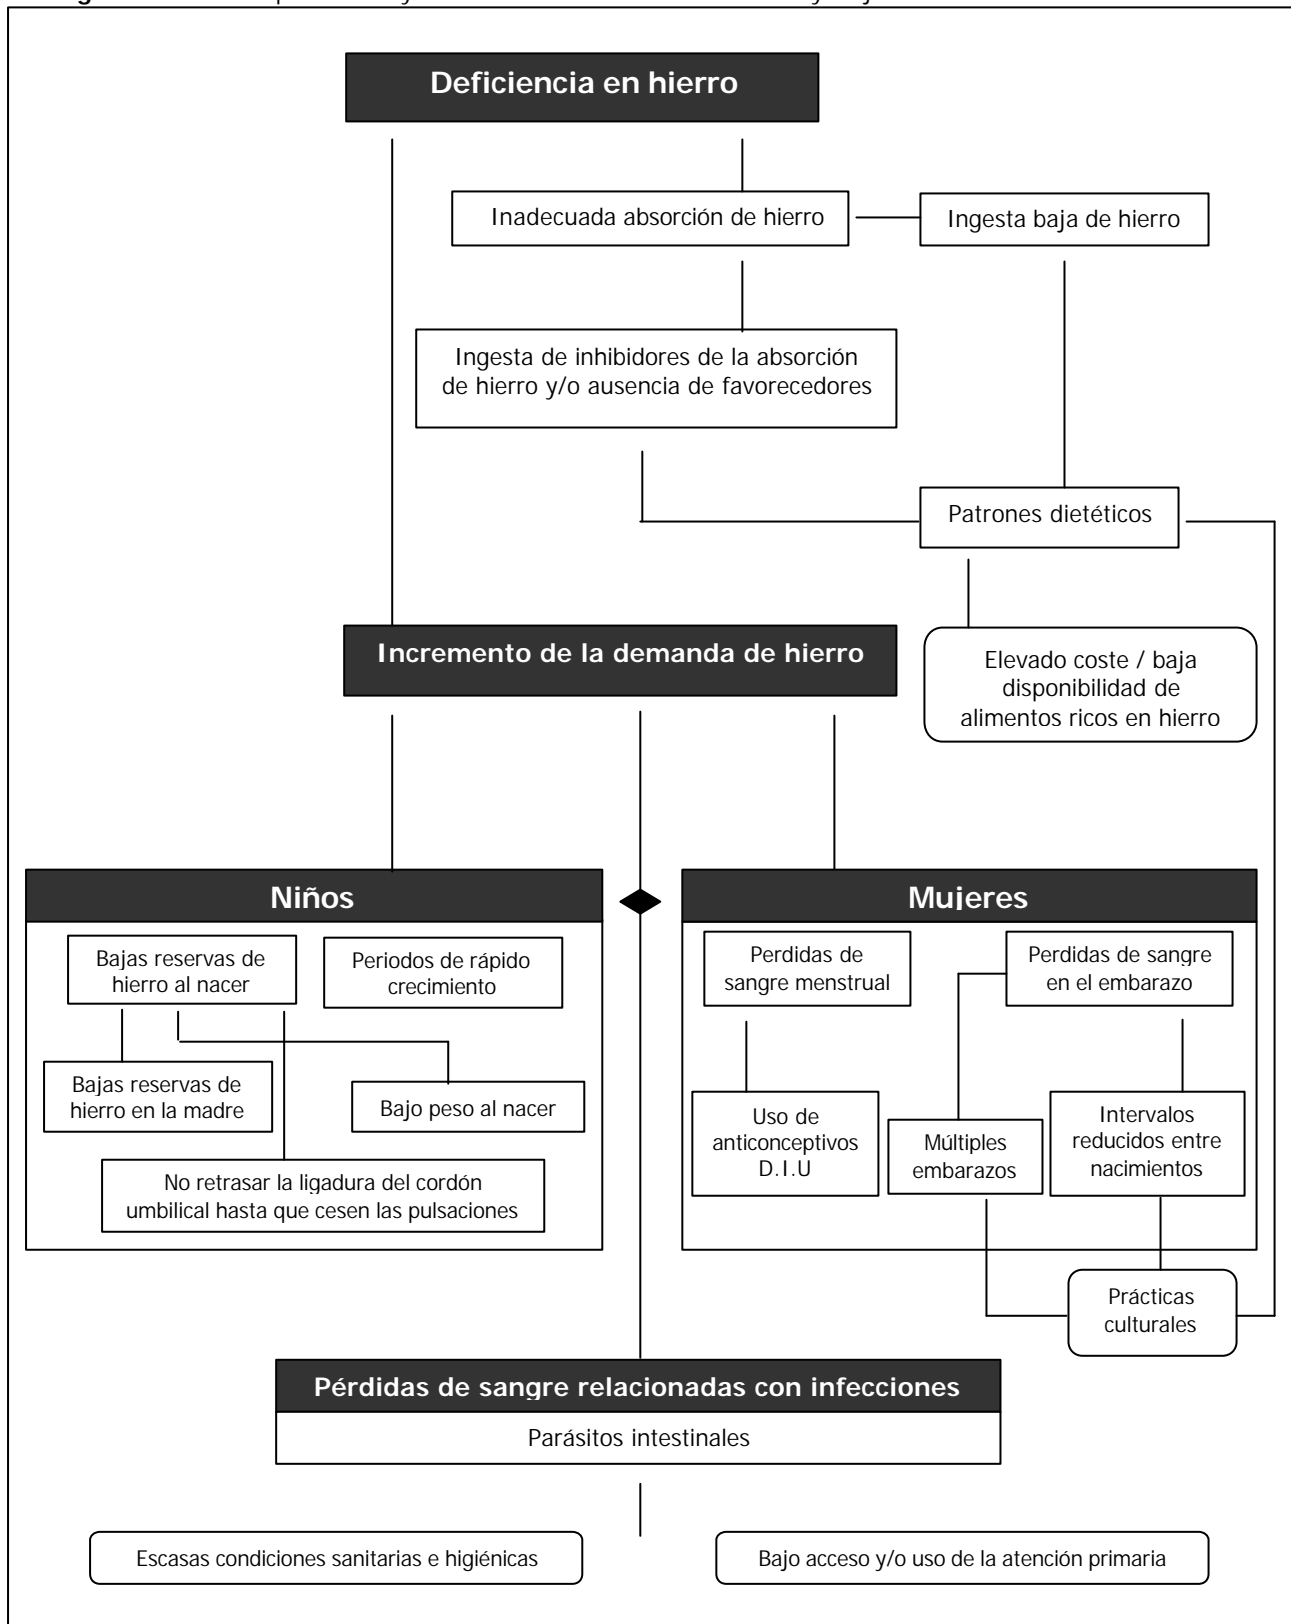 Deficiencia en hierro
Inadecuada absorción de hierro
Ingesta baja de hierro
Ingesta de inhibidores de la absorción
de hierro y/o ausencia de favorecedores
Patrones dietéticos
Incremento de la demanda de hierro
Elevado coste / baja
disponibilidad de
alimentos ricos en hierro
Niños
Bajas reservas de
hierro al nacer
Periodos de rápido
crecimiento
Bajas reservas de
hierro en la madre
Bajo peso al nacer
No retrasar la ligadura del cordón
umbilical hasta que cesen las pulsaciones
Mujeres
Perdidas de
sangre menstrual
Perdidas de sangre
en el embarazo
Uso de
anticonceptivos
D.I.U
Múltiples
embarazos
Intervalos
reducidos entre
nacimientos
Prácticas
culturales
Pérdidas de sangre relacionadas con infecciones
Parásitos intestinales
Escasas condiciones sanitarias e higiénicas
Bajo acceso y/o uso de la atención primaria